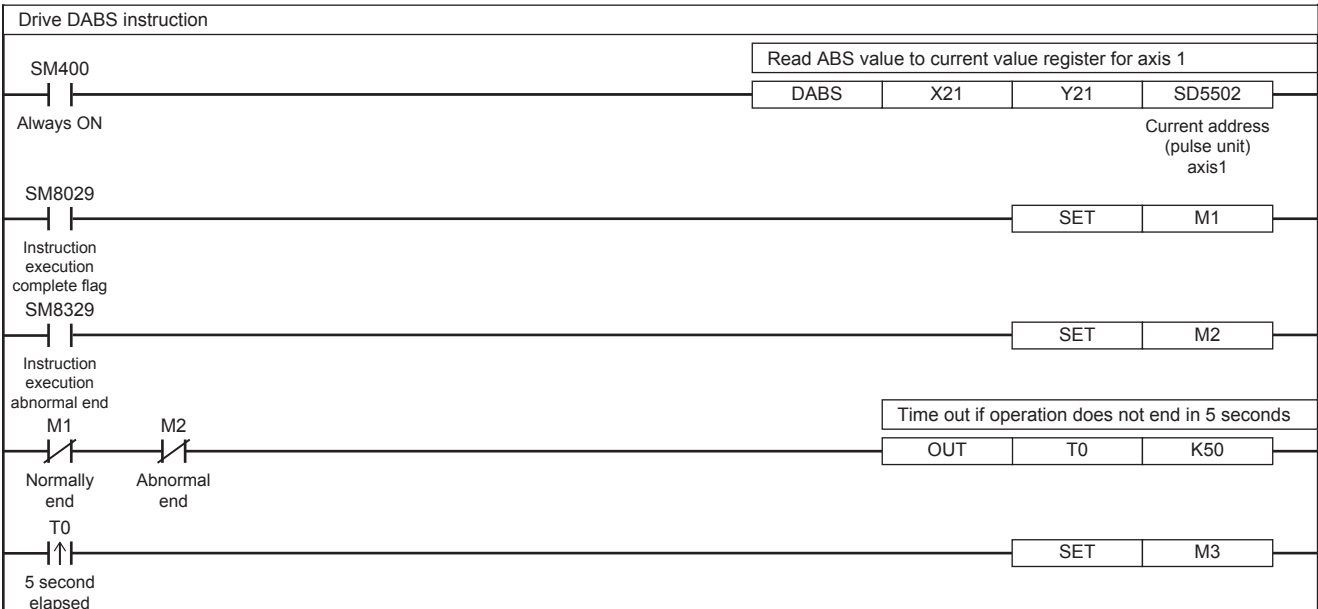 Drive DABS instruction
Read ABS value to current value register for axis 1
SM400
DABS X21 Y21 SD5502
Always ON
Current address
(pulse unit)
axis1
SM8029
SET M1
Instruction
execution
complete flag
SM8329
SET M2
Instruction
execution
abnormal end
Time out if operation does not end in 5 seconds
M1 M2
OUT T0 K50
Normally
end
Abnormal
end
T0
SET M3
5 second
elapsed